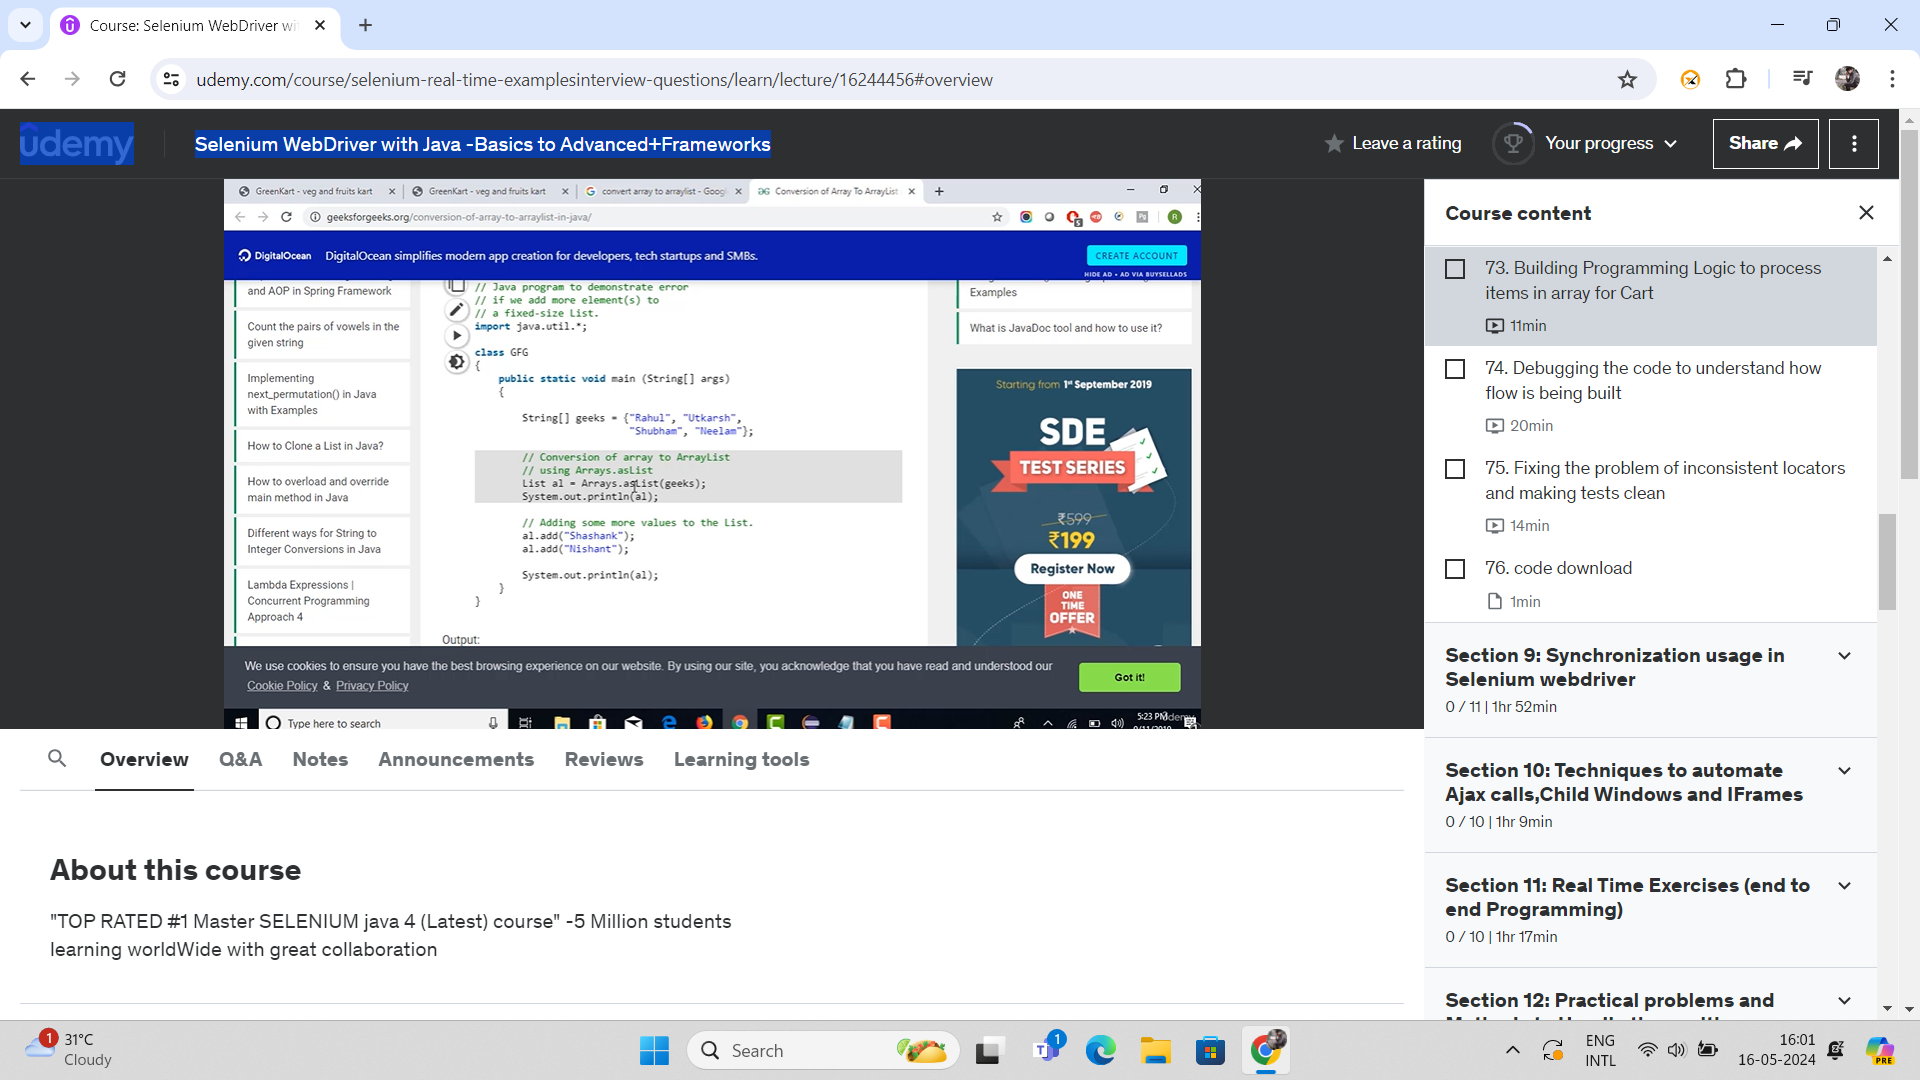 Course: Selenium WebDriver wi
udemy.com/course/selenium-real-time-examplesinterview-questions/learn/lecture/16244456#overview
udemy
Selenium WebDriver with Java -Basics to Advanced+Frameworks
Leave a rating
Your progress
Share
GreenKart - veg and fruits kart
GreenKart - veg and fruits kart
convert array to arraylist - Goog
Conversion of Array To ArrayList
geeksforgeeks.org/conversion-of-array-to-arraylist-in-java/
DigitalOcean
DigitalOcean simplifies modern app creation for developers, tech startups and SMBs.
CREATE ACCOUNT
HIDE AD • AD VIA BUYSELLADS
and AOP in Spring Framework
Count the pairs of vowels in the
given string
Implementing
next_permutation() in Java
with Examples
How to Clone a List in Java?
How to overload and override
main method in Java
Different ways for String to
Integer Conversions in Java
Lambda Expressions |
Concurrent Programming
Approach 4
// Java program to demonstrate error
// if we add more element(s) to
// a fixed-size List.
import java.util.*;
class GFG
{
public static void main (String[] args)
{
String[] geeks = {"Rahul", "Utkarsh",
"Shubham", "Neelam"};
// Conversion of array to ArrayList
// using Arrays.asList
List al = Arrays.asList(geeks);
System.out.println(al);
// Adding some more values to the List.
al.add("Shashank");
al.add("Nishant");
System.out.println(al);
}
}
Output:
Examples
What is JavaDoc tool and how to use it?
Starting from 1st September 2019
SDE
TEST SERIES
₹599
₹199
Register Now
ONE
TIME
OFFER
We use cookies to ensure you have the best browsing experience on our website. By using our site, you acknowledge that you have read and understood our
Cookie Policy & Privacy Policy
Got it!
Type here to search
5:23 PM
Course content
73. Building Programming Logic to process
items in array for Cart
11min
74. Debugging the code to understand how
flow is being built
20min
75. Fixing the problem of inconsistent locators
and making tests clean
14min
76. code download
1min
Section 9: Synchronization usage in
Selenium webdriver
0 / 11 | 1hr 52min
Section 10: Techniques to automate
Ajax calls,Child Windows and IFrames
0 / 10 | 1hr 9min
Section 11: Real Time Exercises (end to
end Programming)
0 / 10 | 1hr 17min
Section 12: Practical problems and
Overview
Q&A
Notes
Announcements
Reviews
Learning tools
About this course
"TOP RATED #1 Master SELENIUM java 4 (Latest) course" -5 Million students
learning worldWide with great collaboration
1
31°C
Cloudy
Search
1
ENG
INTL
16:01
16-05-2024
PRE